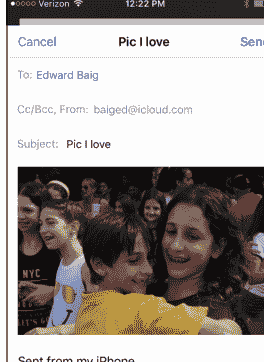 Verizon 12:22 PM
Cancel Pic I love Send
To: Edward Baig
Cc/Bcc, From: baiged@icloud.com
Subject: Pic I love
NYC
Sent from my iPhone